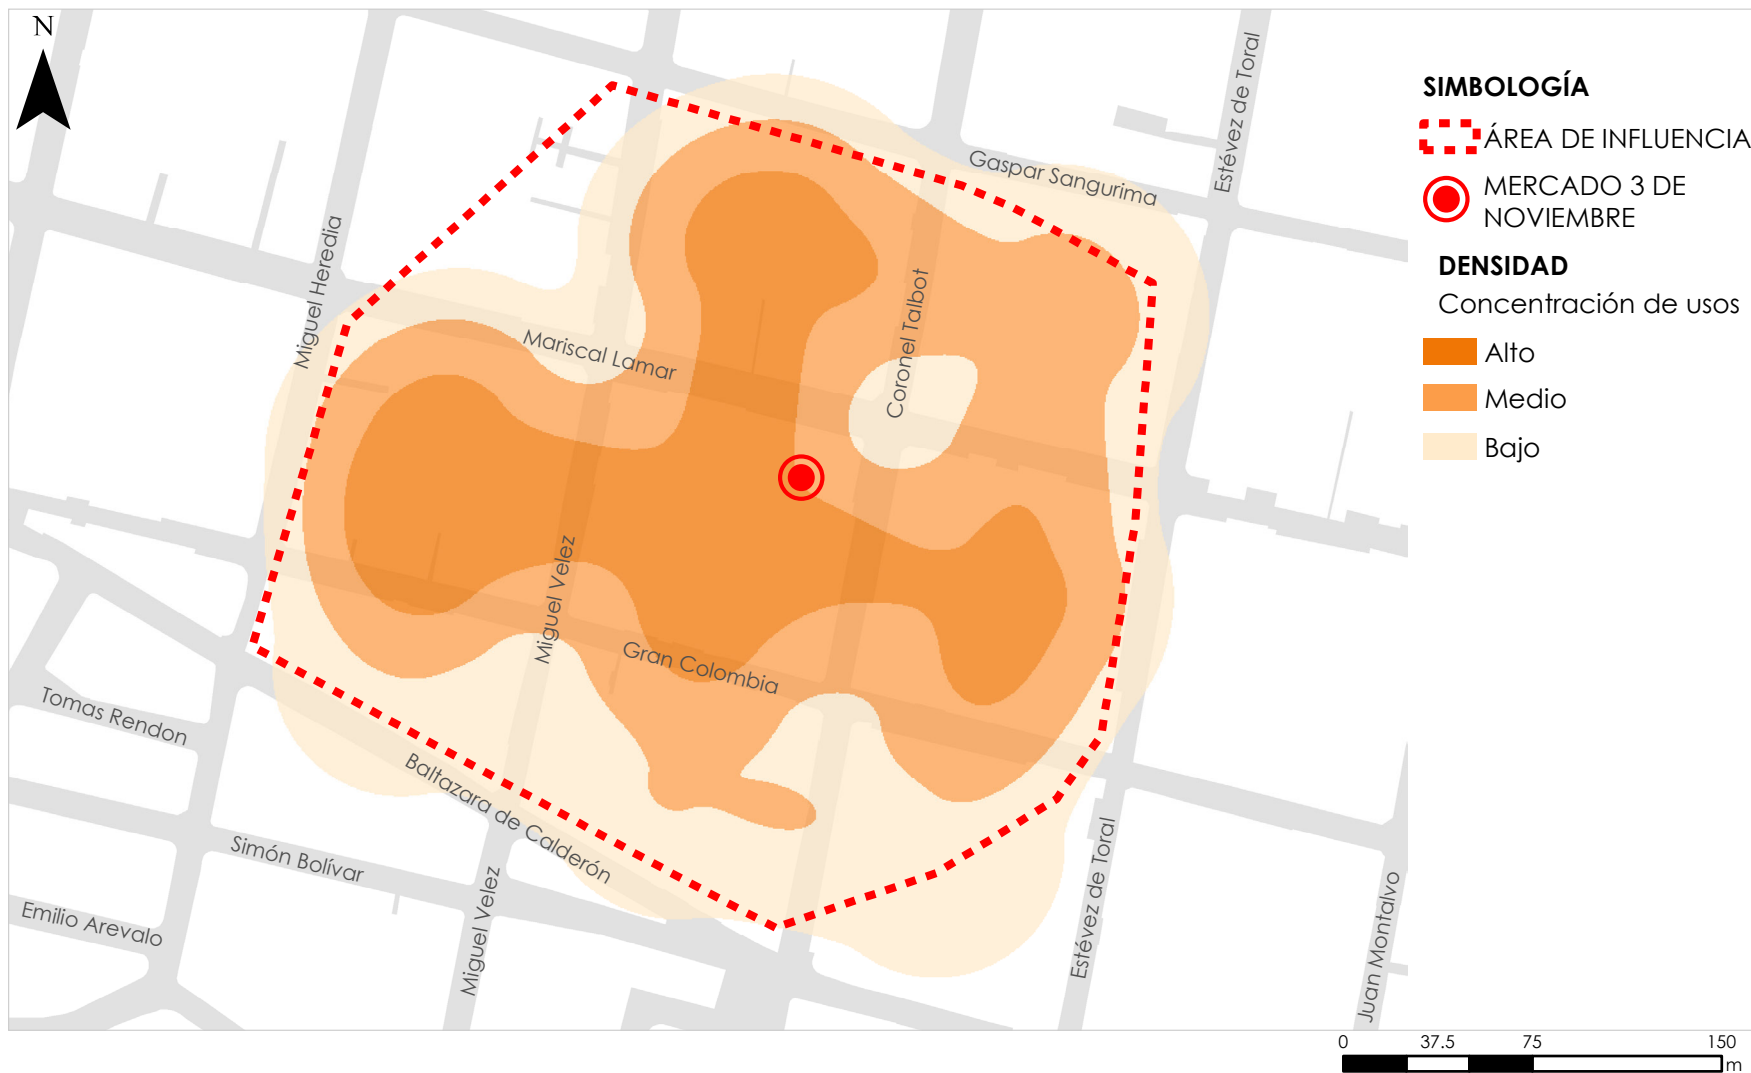 N
Estévez de Toral
Gaspar Sangurima
Miguel Heredia
Coronel Talbot
Mariscal Lamar
Miguel Velez
Gran Colombia
Tomas Rendon
Baltazara de Calderón
Simón Bolívar
Emilio Arevalo
Miguel Velez
Estévez de Toral
Juan Montalvo
SIMBOLOGÍA
ÁREA DE INFLUENCIA
MERCADO 3 DE
NOVIEMBRE
DENSIDAD
Concentración de usos
Alto
Medio
Bajo
0 37.5 75 150
m